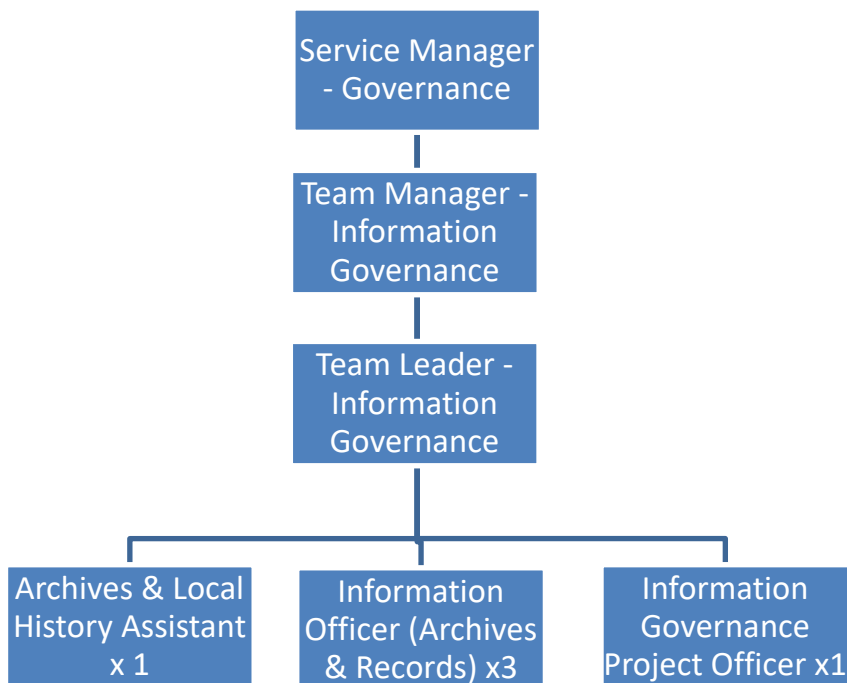 Service Manager
- Governance
Team Manager -
Information
Governance
Team Leader -
Information
Governance
Archives & Local
History Assistant
x 1
Information
Officer (Archives
& Records) x3
Information
Governance
Project Officer x1